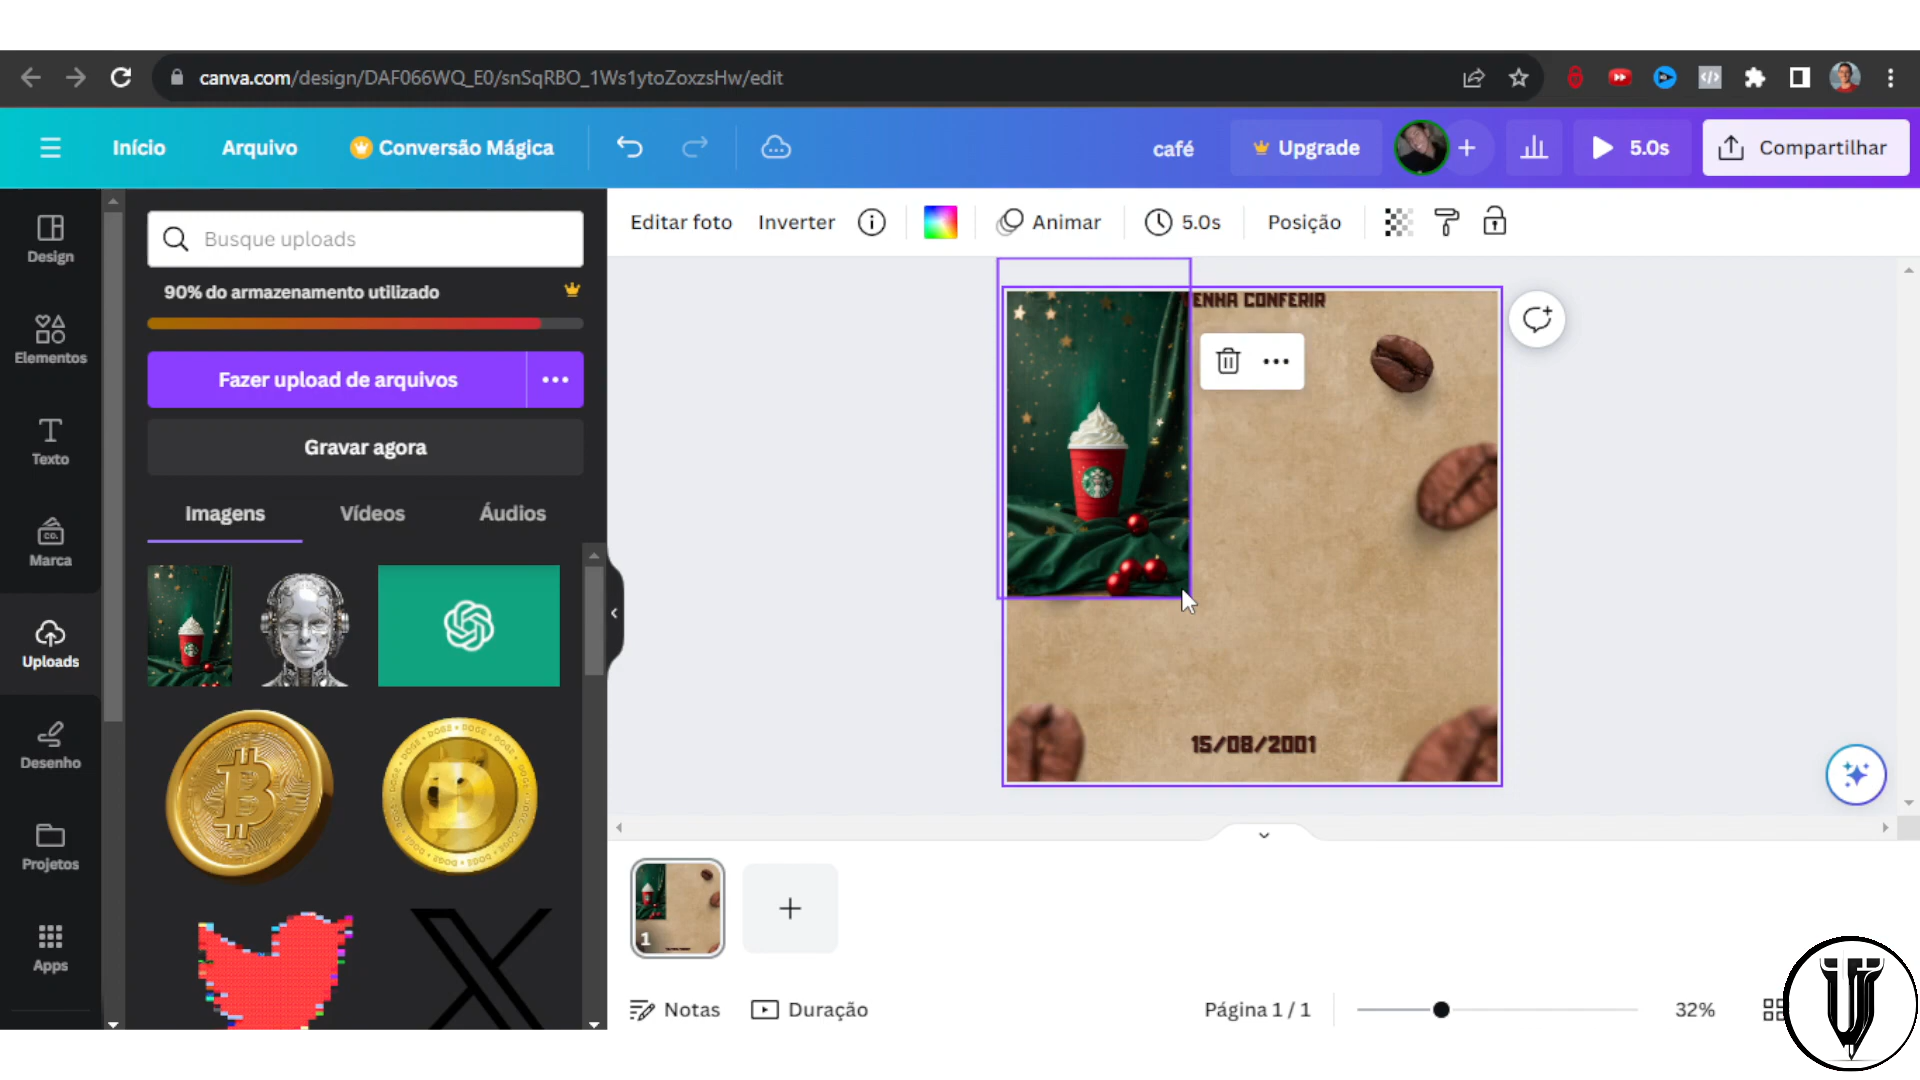 canva.com/design/DAF066WQ_E0/snSqRBO_1Ws1ytoZoxzsHw/edit
Início
Arquivo
Conversão Mágica
café
Upgrade
5.0s
Compartilhar
Design
Elementos
Texto
Marca
CO.
Uploads
Desenho
Projetos
Apps
Busque uploads
90% do armazenamento utilizado
Fazer upload de arquivos
Gravar agora
Imagens
Vídeos
Áudios
Editar foto
Inverter
Animar
5.0s
Posição
ENHA CONFERIR
15/08/2001
1
Notas
Duração
Página 1 / 1
32%